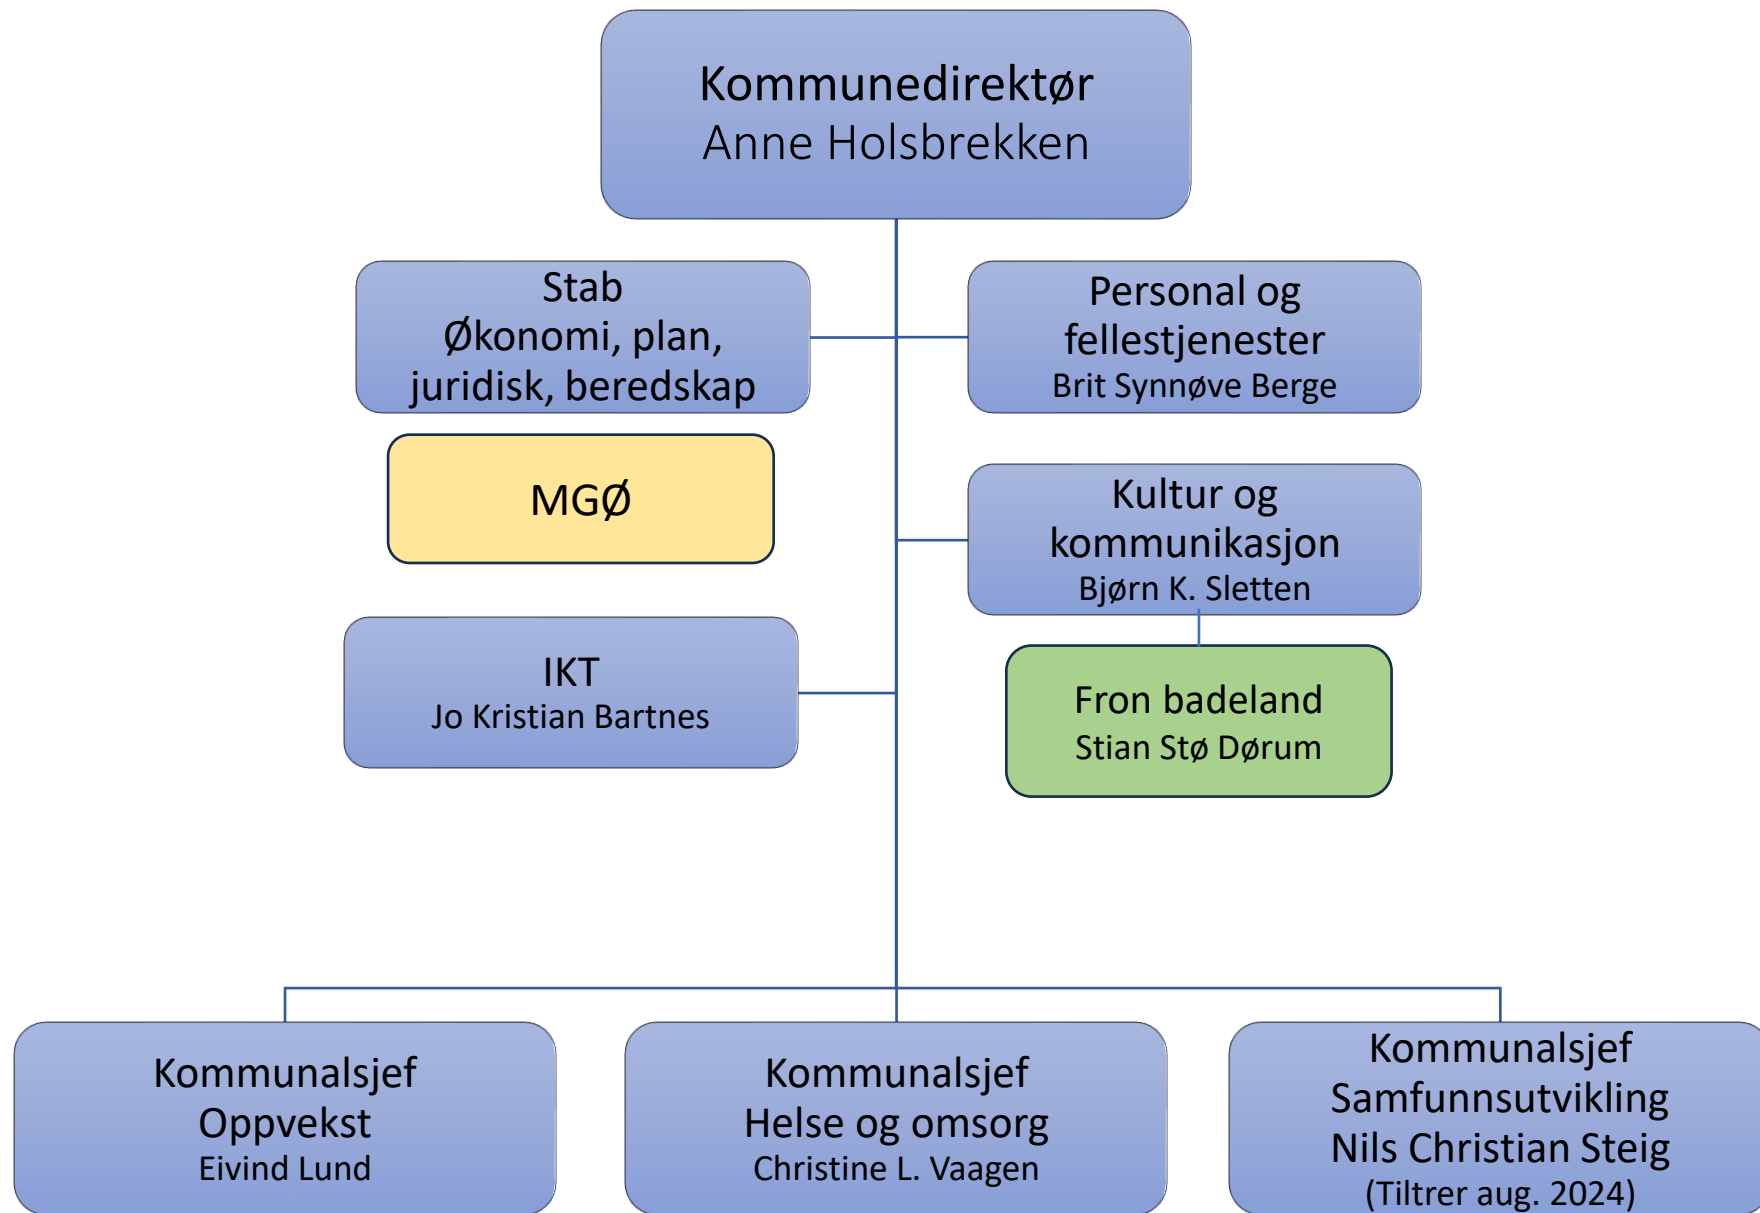 Kommunedirektør
Anne Holsbrekken
Stab
Økonomi, plan,
juridisk, beredskap
Personal og
fellestjenester
Brit Synnøve Berge
MGØ
Kultur og
kommunikasjon
Bjørn K. Sletten
IKT
Jo Kristian Bartnes
Fron badeland
Stian Stø Dørum
Kommunalsjef
Oppvekst
Eivind Lund
Kommunalsjef
Helse og omsorg
Christine L. Vaagen
Kommunalsjef
Samfunnsutvikling
Nils Christian Steig
(Tiltrer aug. 2024)